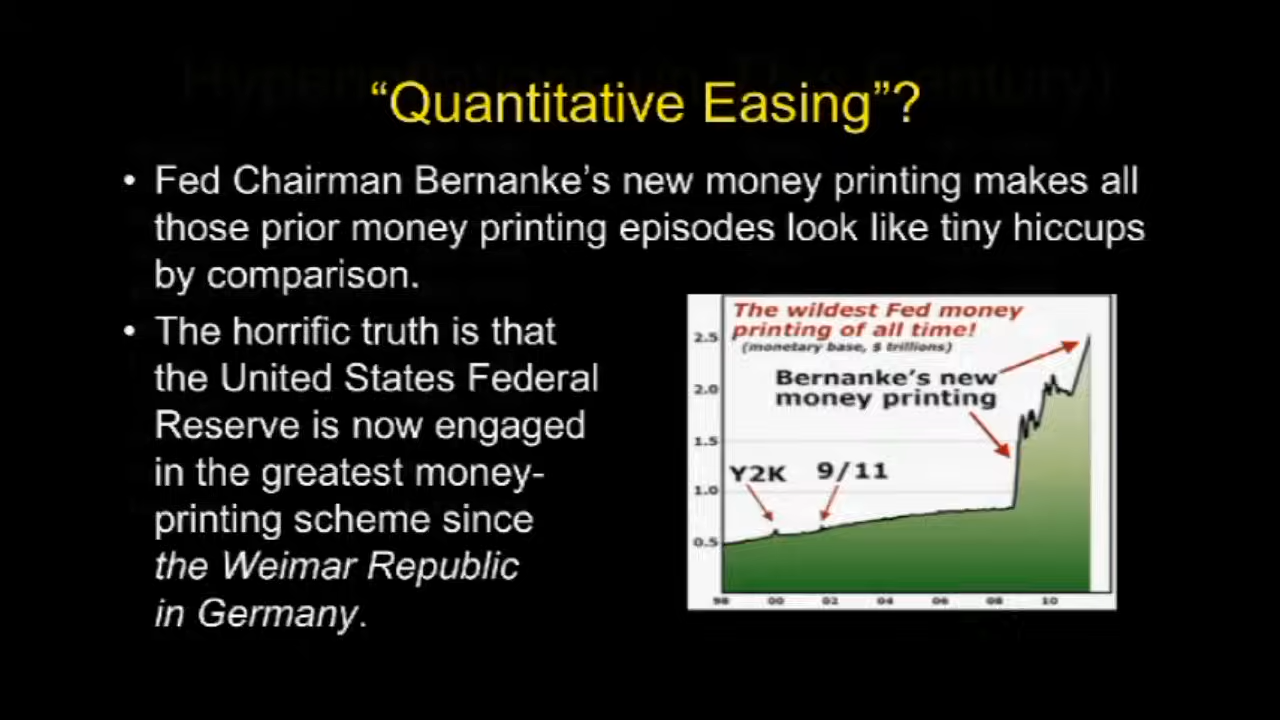 “Quantitative Easing”?
• Fed Chairman Bernanke’s new money printing makes all
those prior money printing episodes look like tiny hiccups
by comparison.
• The horrific truth is that
the United States Federal
Reserve is now engaged
in the greatest money-
printing scheme since
the Weimar Republic
in Germany.
The wildest Fed money
printing of all time!
(monetary base, $ trillions)
2.5
Bernanke’s new
money printing
2.0
1.5
Y2K 9/11
1.0
0.5
98 00 02 04 06 08 10